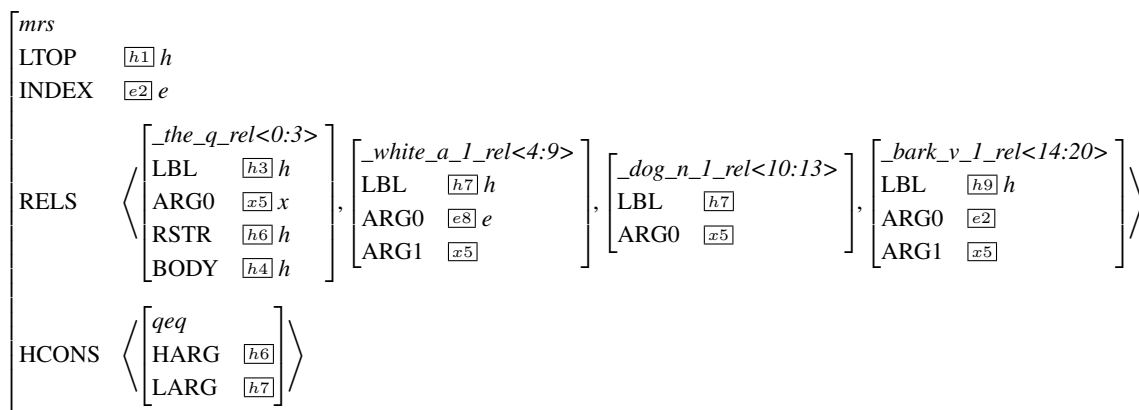 mrs
LTOP h1 h
INDEX e2 e
RELS ⟨ [ _the_q_rel<0:3> LBL h3 h ARG0 x5 x RSTR h6 h BODY h4 h ], [ _white_a_1_rel<4:9> LBL h7 h ARG0 e8 e ARG1 x5 ], [ _dog_n_1_rel<10:13> LBL h7 ARG0 x5 ], [ _bark_v_1_rel<14:20> LBL h9 h ARG0 e2 ARG1 x5 ] ⟩
HCONS ⟨ [ qeq HARG h6 LARG h7 ] ⟩